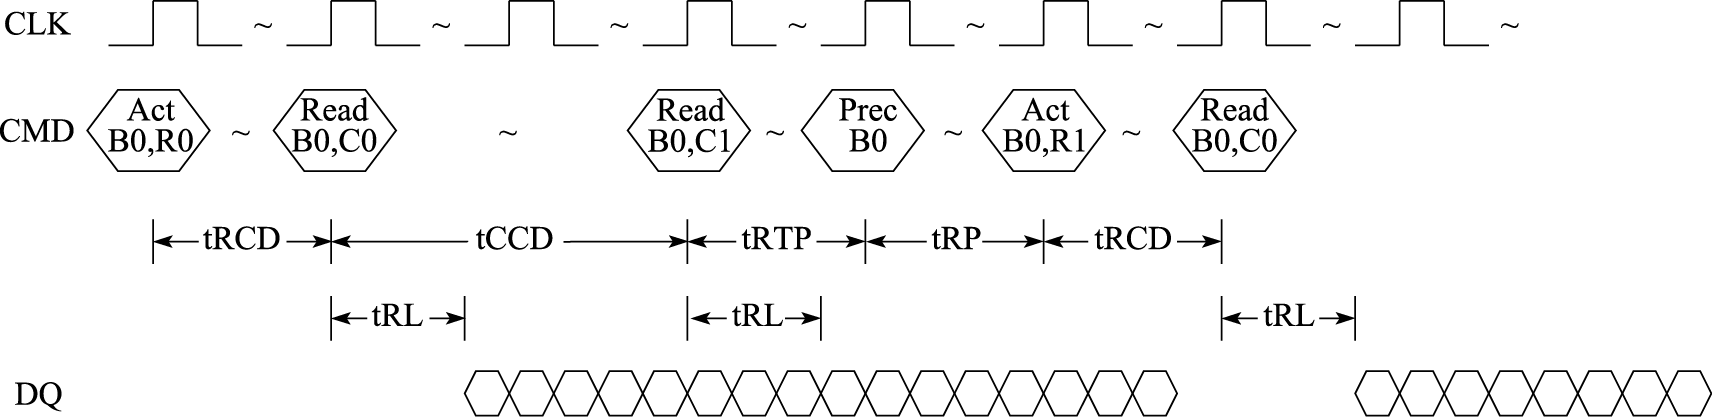 CLK ~ ~ ~ ~ ~ ~ ~ ~
Act Read Read Prec Act Read
CMD B0,R0 ~ B0,C0 ~ B0,C1 ~ B0 ~ B0,R1 ~ B0,C0
tRCD tCCD tRTP tRP tRCD
tRL tRL tRL
DQ